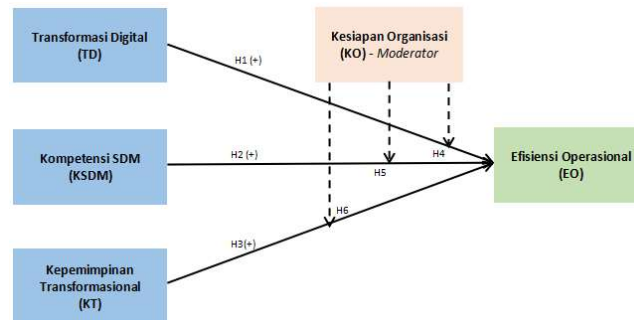 Transformasi Digital
(TD)
Kesiapan Organisasi
(KO) - Moderator
H1 (+)
Kompetensi SDM
(KSDM)
H2 (+)
H4
H5
Efisiensi Operasional
(EO)
H6
H3(+)
Kepemimpinan
Transformasional
(KT)